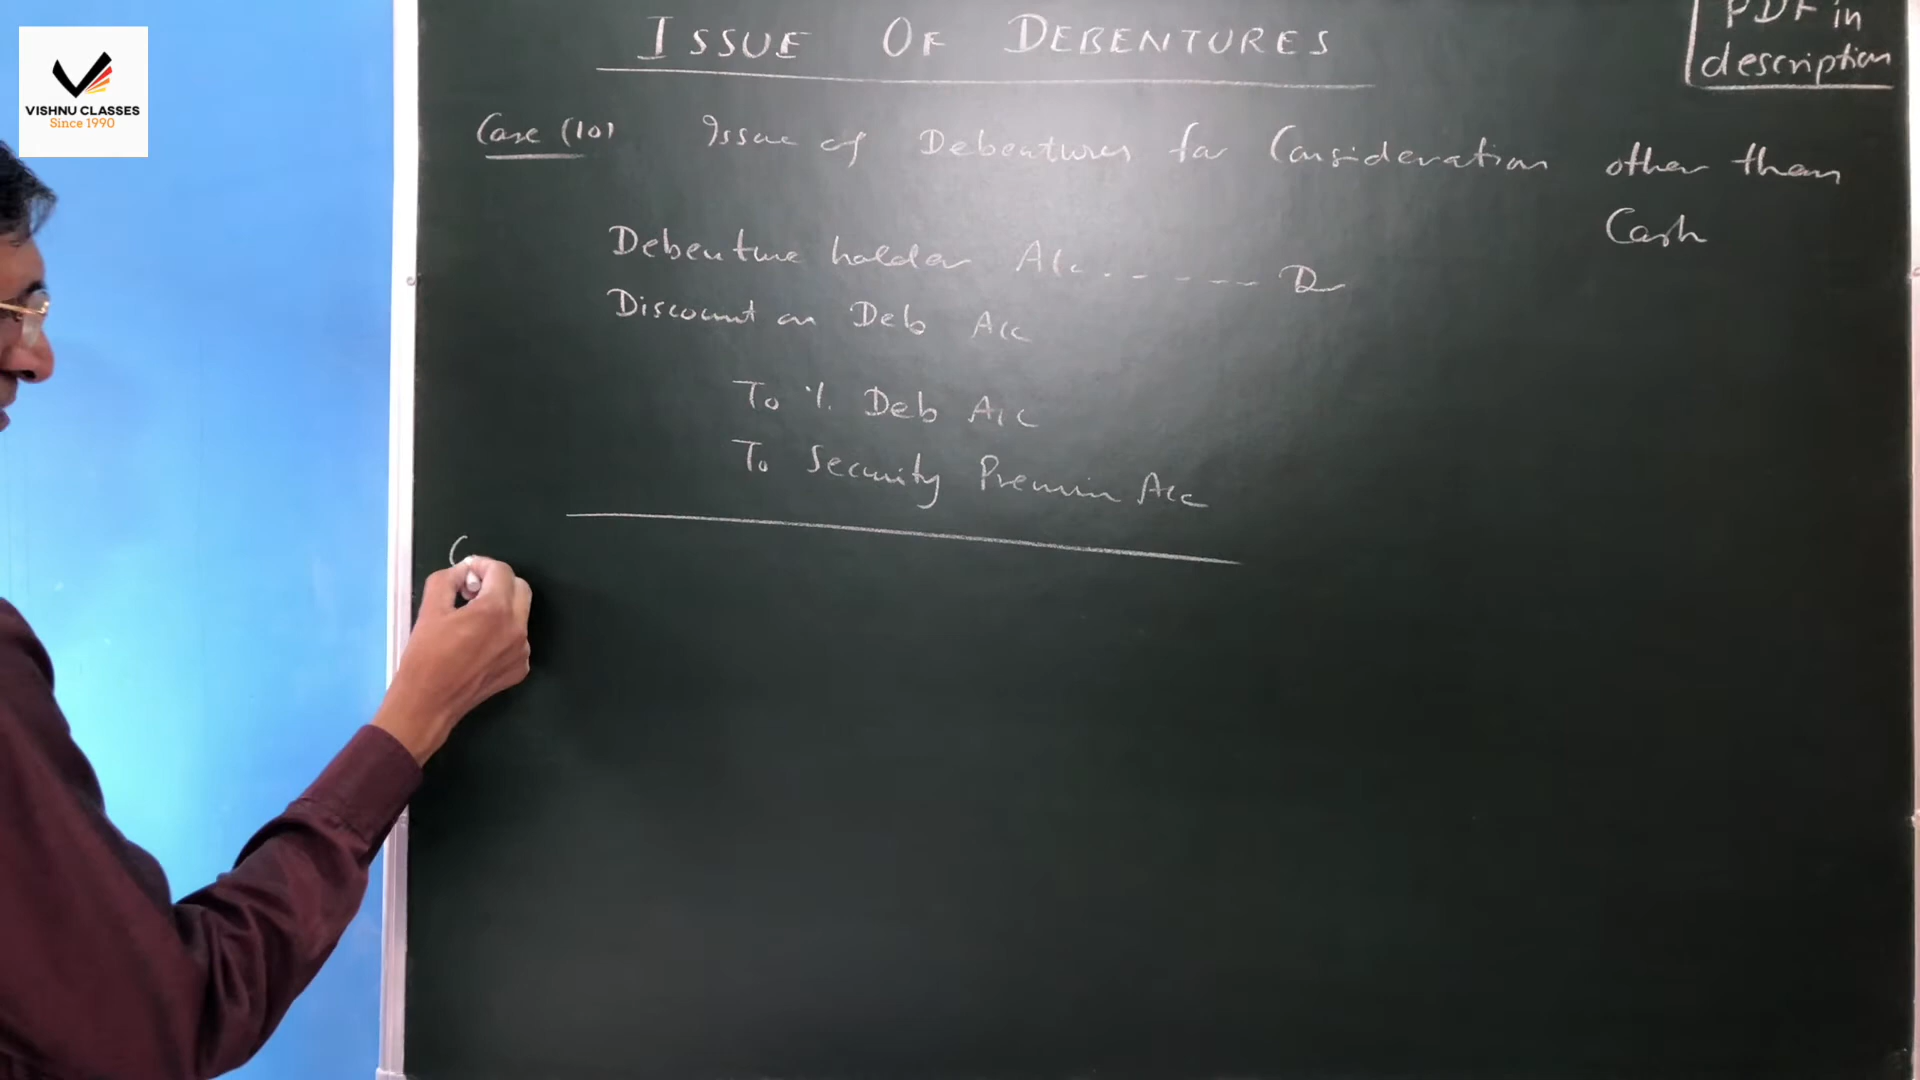 VISHNU CLASSES
Since 1990
ISSUE OF DEBENTURES
PDF in
description
Case (10) Issue of Debentures for Consideration other than
Cash
Debenture holder A/c . - - - - - Dr
Discount on Deb A/c
To % Deb A/c
To Security Premium A/c
C